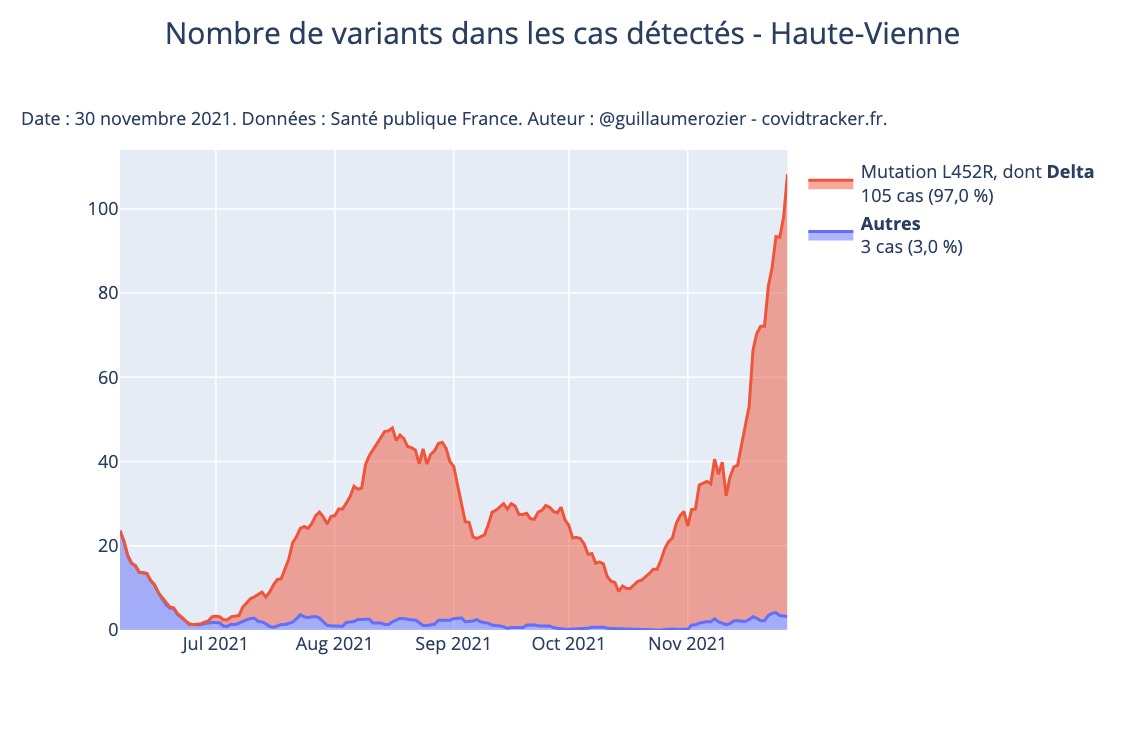 Nombre de variants dans les cas détectés - Haute-Vienne
Date : 30 novembre 2021. Données : Santé publique France. Auteur : @guillaumerozier - covidtracker.fr.
Mutation L452R, dont Delta
105 cas (97,0 %)
Autres
3 cas (3,0 %)
100
80
60
40
20
0
Jul 2021 Aug 2021 Sep 2021 Oct 2021 Nov 2021